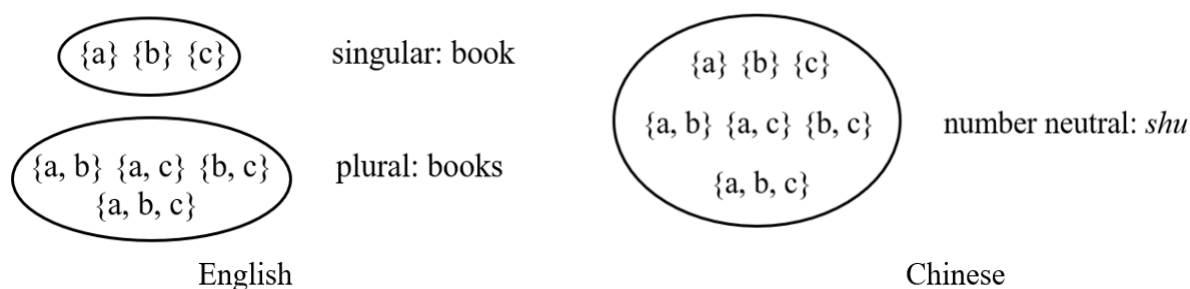 {a} {b} {c}
singular: book
{a, b} {a, c} {b, c}
{a, b, c}
plural: books
English
{a} {b} {c}
{a, b} {a, c} {b, c}
{a, b, c}
number neutral: shu
Chinese